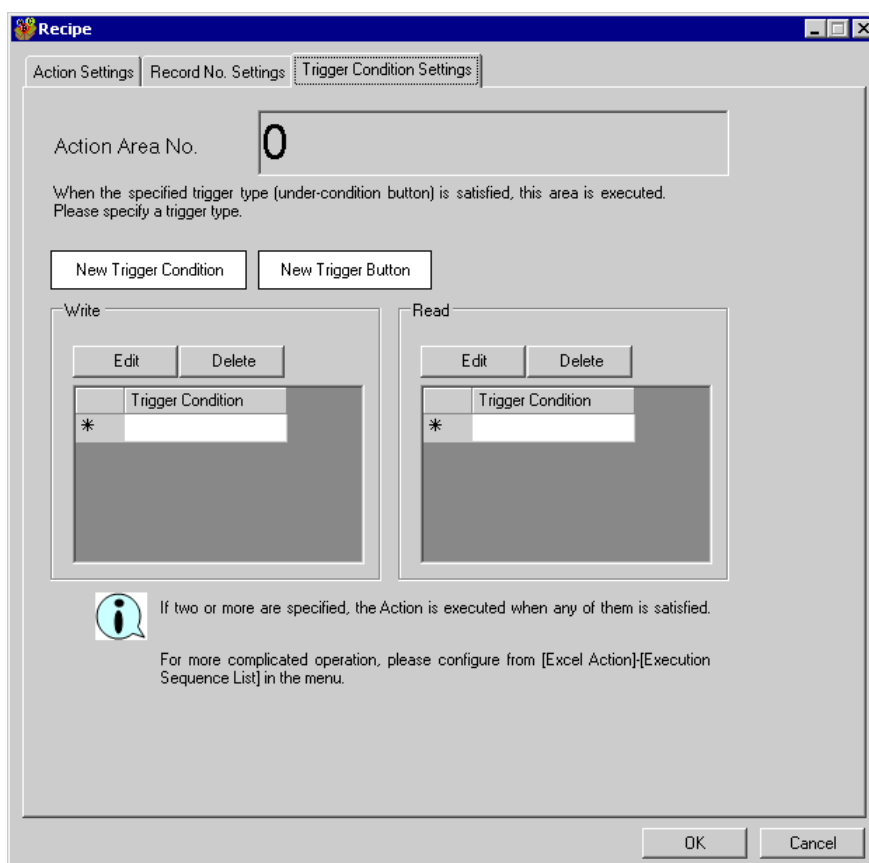 Recipe
Action Settings
Record No. Settings
Trigger Condition Settings
Action Area No.
0
When the specified trigger type (under-condition button) is satisfied, this area is executed.
Please specify a trigger type.
New Trigger Condition
New Trigger Button
Write
Read
Edit
Delete
Edit
Delete
Trigger Condition
Trigger Condition
*
*
If two or more are specified, the Action is executed when any of them is satisfied.
For more complicated operation, please configure from [Excel Action]-[Execution
Sequence List] in the menu.
OK
Cancel